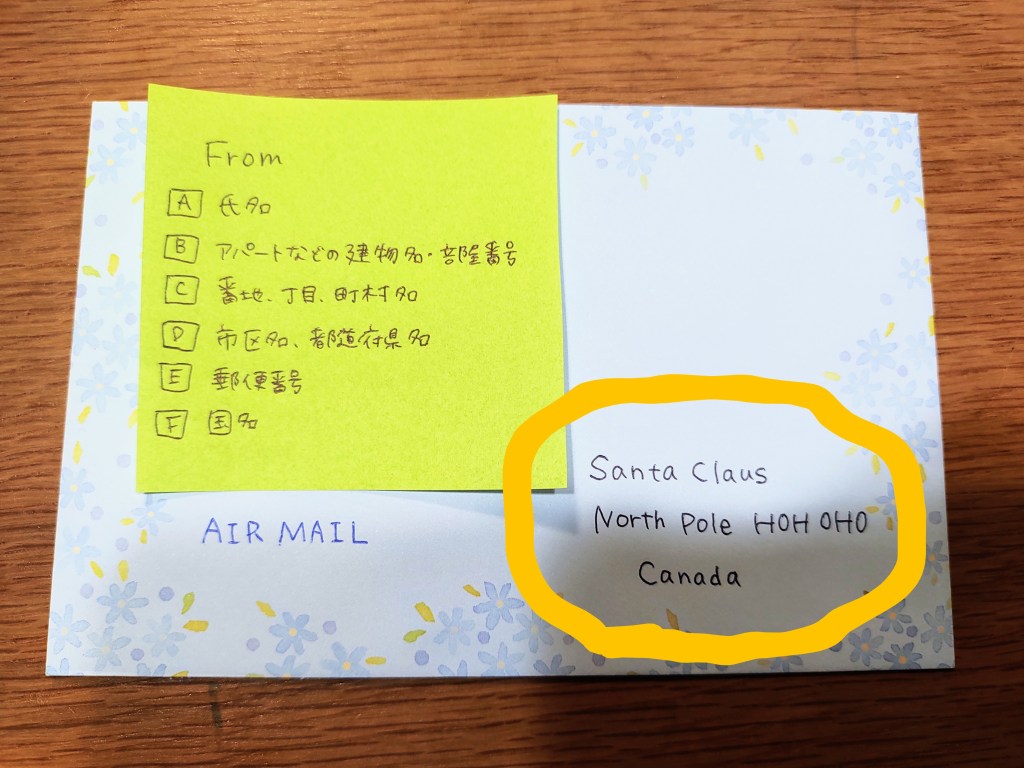 From
A 氏名
B アパートなどの建物名・部屋番号
C 番地、丁目、町村名
D 市区名、都道府県名
E 郵便番号
F 国名
AIR MAIL
Santa Claus
North Pole HOH OHO
Canada